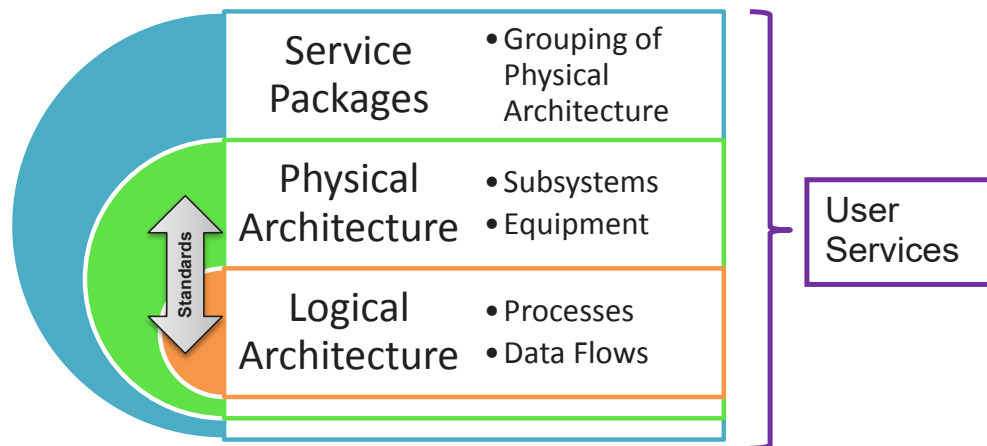 Service
Packages
• Grouping of
Physical
Architecture
Physical
Architecture
• Subsystems
• Equipment
Logical
Architecture
• Processes
• Data Flows
Standards
User
Services